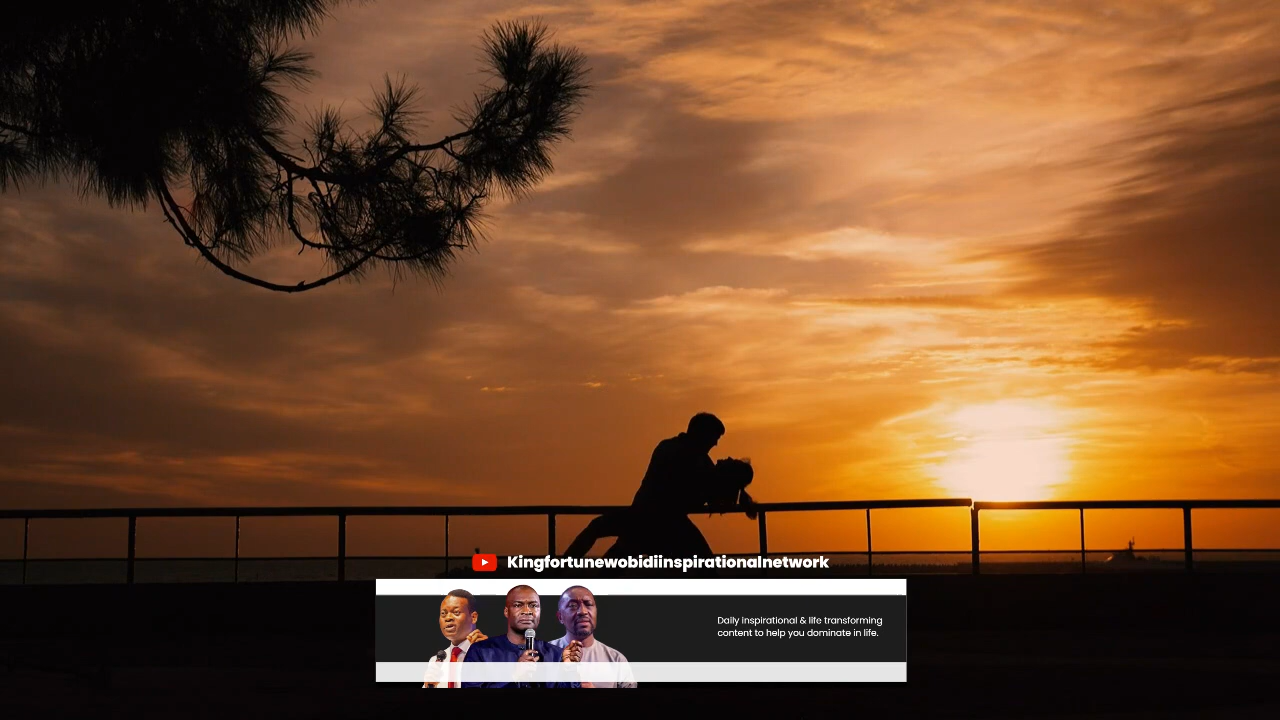 Kingfortunewobidiinspirationalnetwork
Daily inspirational & life transforming
content to help you dominate in life.